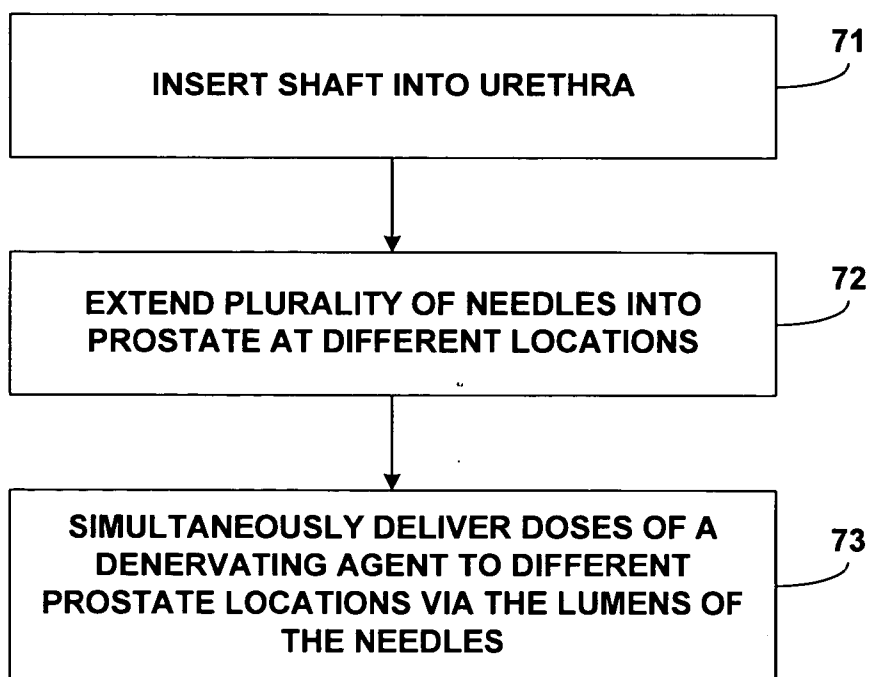 71
INSERT SHAFT INTO URETHRA
72
EXTEND PLURALITY OF NEEDLES INTO
PROSTATE AT DIFFERENT LOCATIONS
73
SIMULTANEOUSLY DELIVER DOSES OF A
DENERVATING AGENT TO DIFFERENT
PROSTATE LOCATIONS VIA THE LUMENS OF
THE NEEDLES